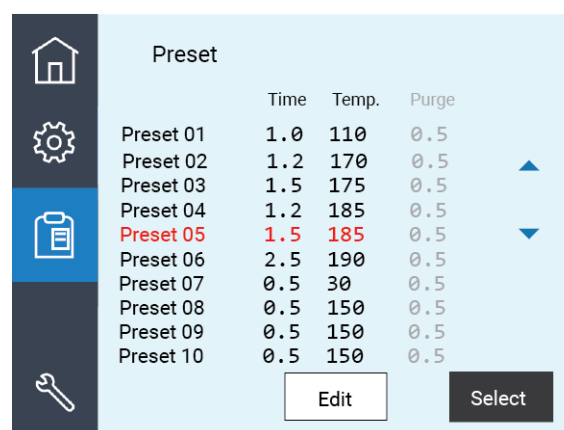 Preset
Time Temp. Purge
Preset 01 1.0 110 0.5
Preset 02 1.2 170 0.5
Preset 03 1.5 175 0.5
Preset 04 1.2 185 0.5
Preset 05 1.5 185 0.5
Preset 06 2.5 190 0.5
Preset 07 0.5 30 0.5
Preset 08 0.5 150 0.5
Preset 09 0.5 150 0.5
Preset 10 0.5 150 0.5
Edit Select